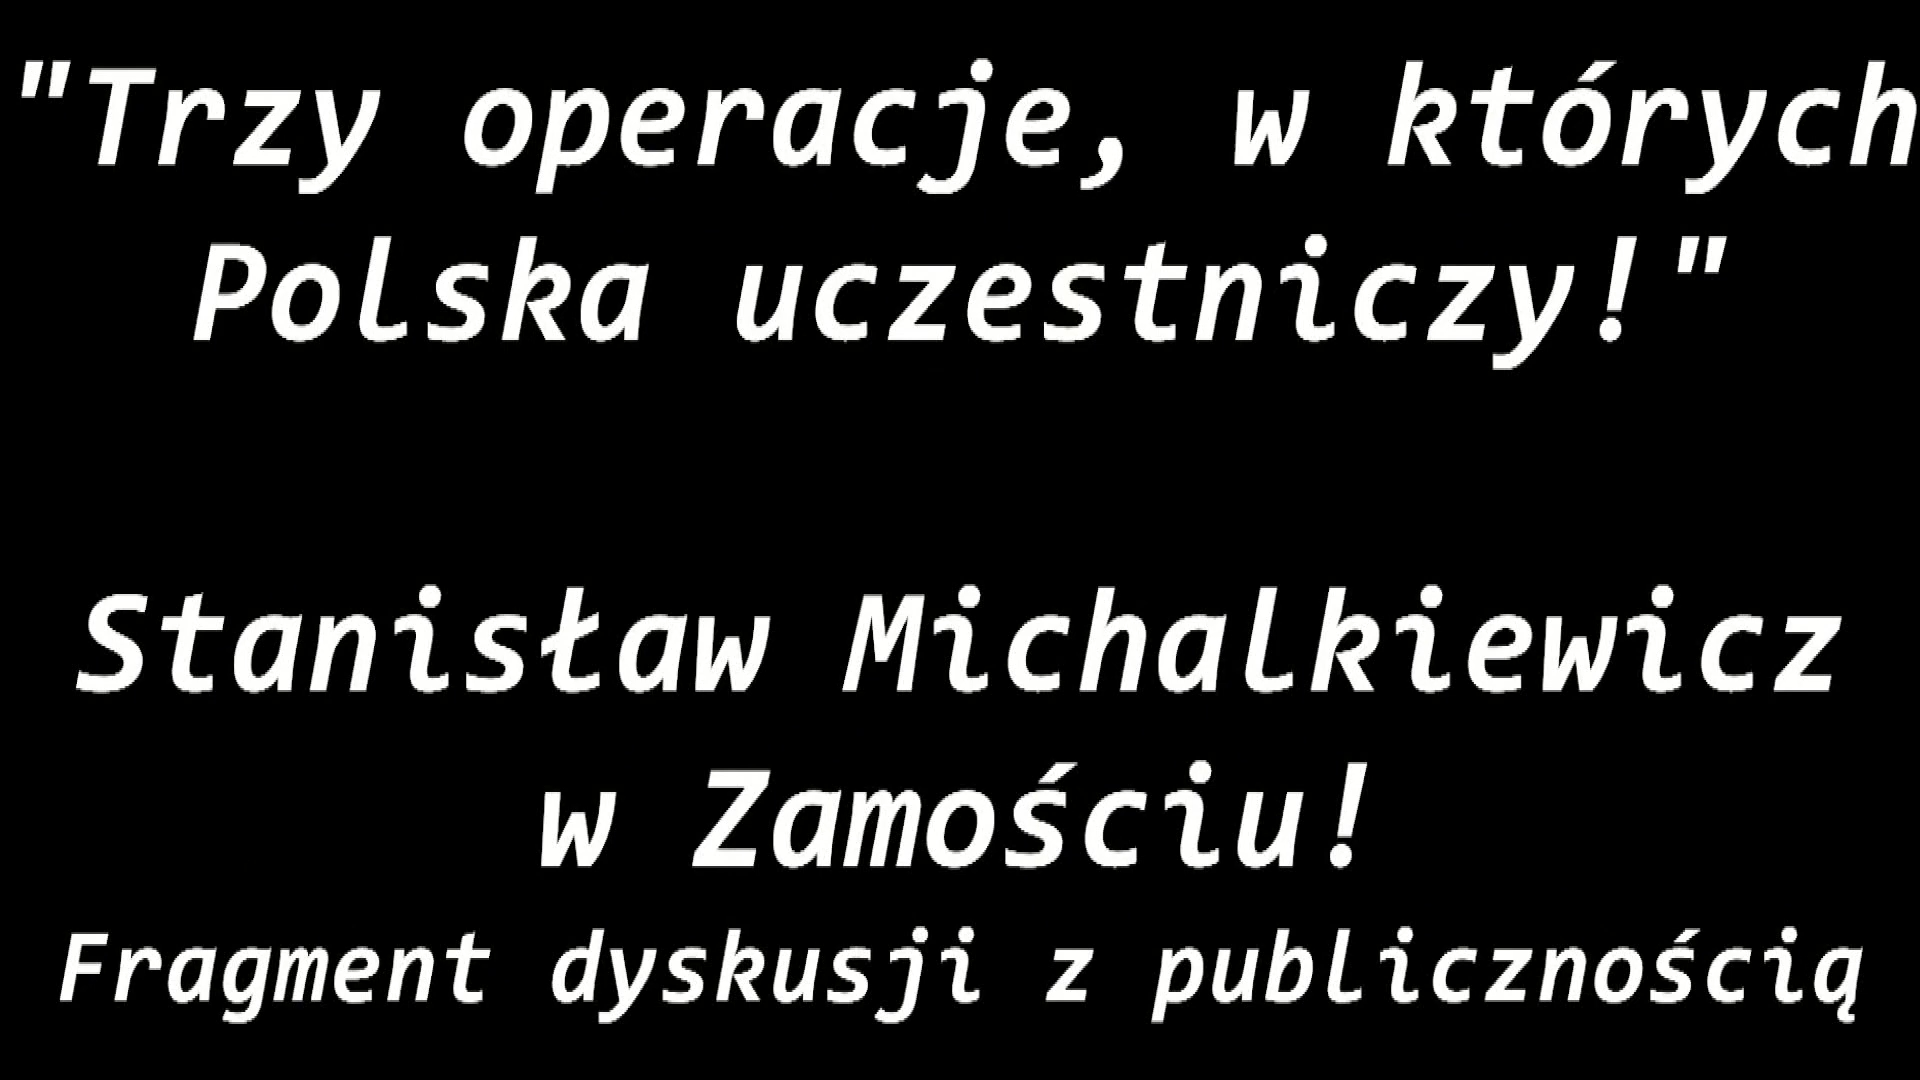 "Trzy operacje, w których
Polska uczestniczy!"
Stanisław Michalkiewicz
w Zamościu!
Fragment dyskusji z publicznością